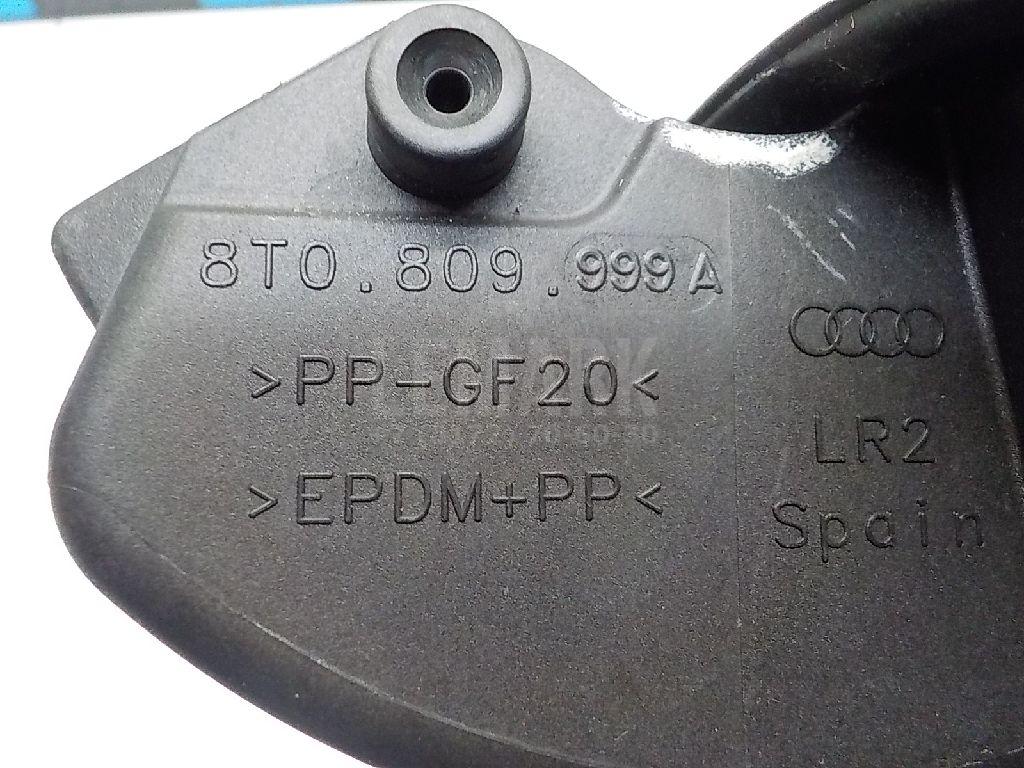 8T0.809.999A
>PP-GF20<
>EPDM+PP<
LR2
Spain